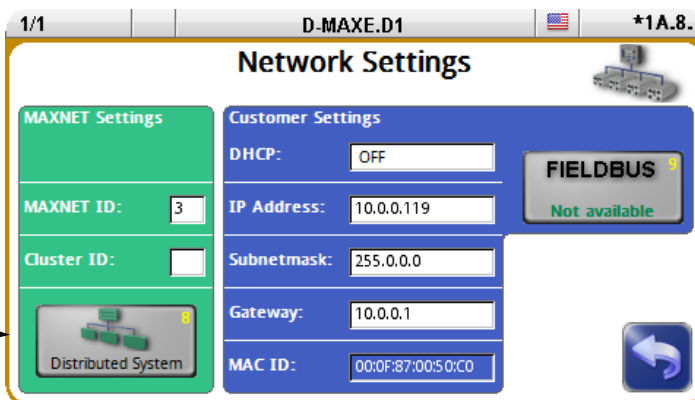 1/1 D-MAXE.D1 *1A.8.
Network Settings
MAXNET Settings
MAXNET ID: 3
Cluster ID:
8
Distributed System
Customer Settings
DHCP: OFF
IP Address: 10.0.0.119
Subnetmask: 255.0.0.0
Gateway: 10.0.0.1
MAC ID: 00:0F:87:00:50:C0
FIELDBUS 9
Not available